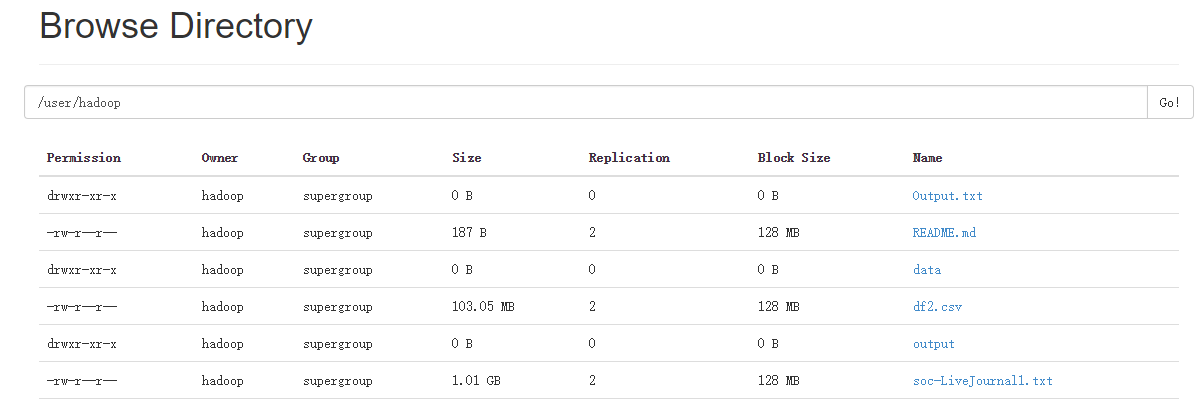 Browse Directory
/user/hadoop Go!
Permission Owner Group Size Replication Block Size Name
drwxr-xr-x hadoop supergroup 0 B 0 0 B Output.txt
-rw-r--r-- hadoop supergroup 187 B 2 128 MB README.md
drwxr-xr-x hadoop supergroup 0 B 0 0 B data
-rw-r--r-- hadoop supergroup 103.05 MB 2 128 MB df2.csv
drwxr-xr-x hadoop supergroup 0 B 0 0 B output
-rw-r--r-- hadoop supergroup 1.01 GB 2 128 MB soc-LiveJournal1.txt